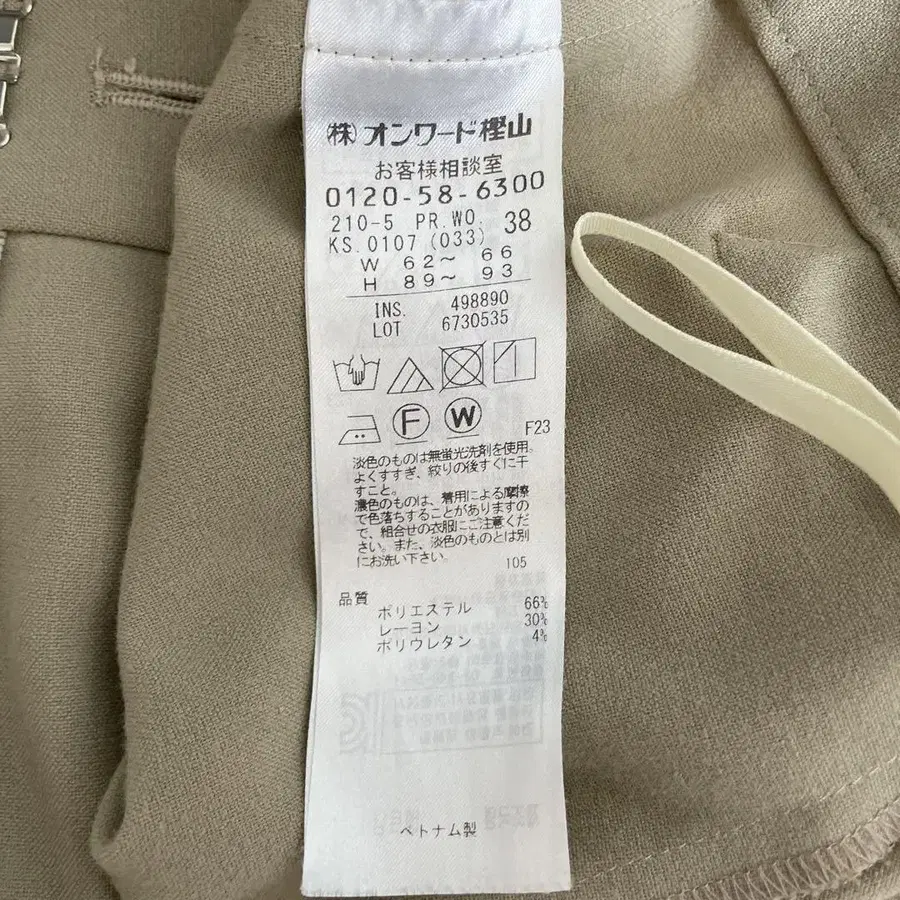 ㈱オンワード樫山
お客様相談室
0120-58-6300
210-5 PR.WO. 38
KS.0107 (033)
W 62～ 66
H 89～ 93
INS. 498890
LOT 6730535
F
W
F23
淡色のものは無蛍光洗剤を使用。
よくすすぎ、絞りの後すぐに干
すこと。
濃色のものは、着用による摩擦
で色落ちすることがありますの
で、組合せの衣服にご注意くだ
さい。また、淡色のものとは別
にお洗い下さい。
105
品質
ポリエステル 66%
レーヨン 30%
ポリウレタン 4%
ベトナム製